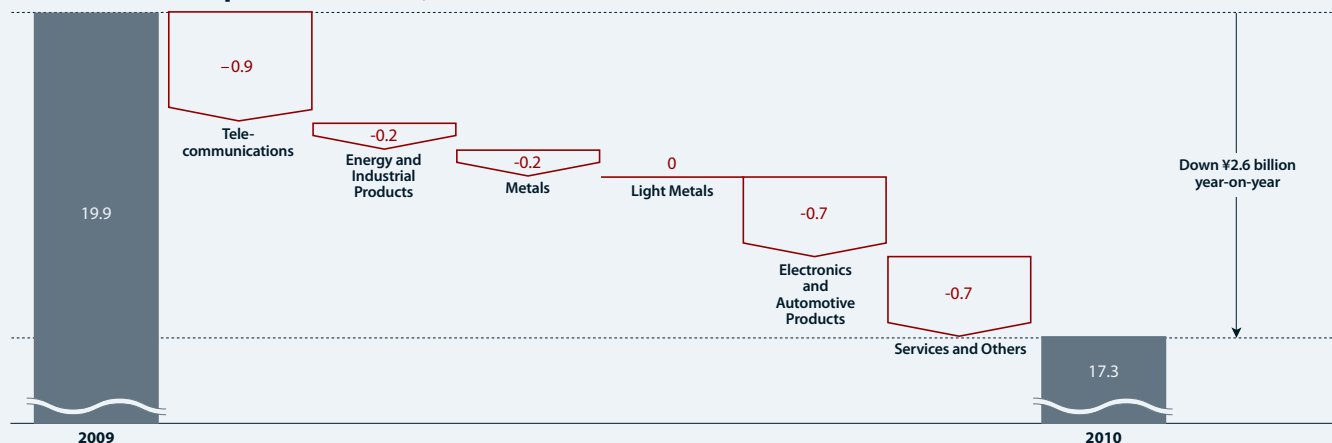 19.9
–0.9
Tele-
communications
-0.2
Energy and
Industrial
Products
-0.2
Metals
0
Light Metals
-0.7
Electronics
and
Automotive
Products
-0.7
Services and Others
Down ¥2.6 billion
year-on-year
17.3
2009
2010